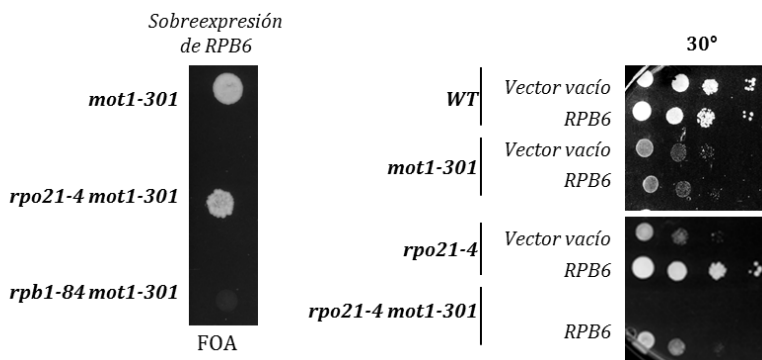 Sobreexpresión
de RPB6
mot1-301
rpo21-4 mot1-301
rpb1-84 mot1-301
FOA
30°
WT
Vector vacío
RPB6
mot1-301
Vector vacío
RPB6
rpo21-4
Vector vacío
RPB6
rpo21-4 mot1-301
RPB6